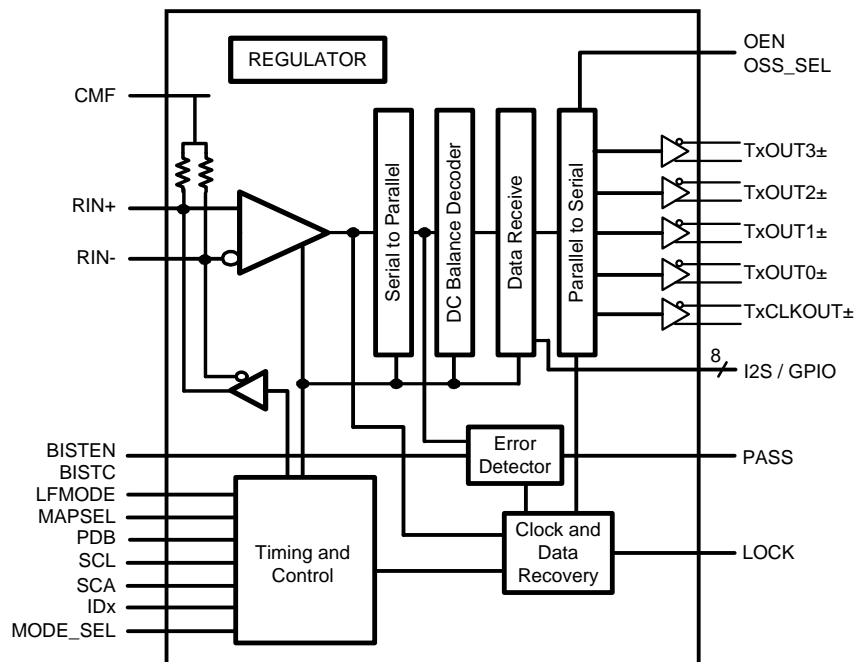 REGULATOR
CMF
RIN+
RIN-
Serial to Parallel
DC Balance Decoder
Data Receive
Parallel to Serial
OEN
OSS_SEL
TxOUT3±
TxOUT2±
TxOUT1±
TxOUT0±
TxCLKOUT±
8
I2S / GPIO
BISTEN
BISTC
LFMODE
MAPSEL
PDB
SCL
SCA
IDx
MODE_SEL
Timing and
Control
Error
Detector
Clock and
Data
Recovery
PASS
LOCK